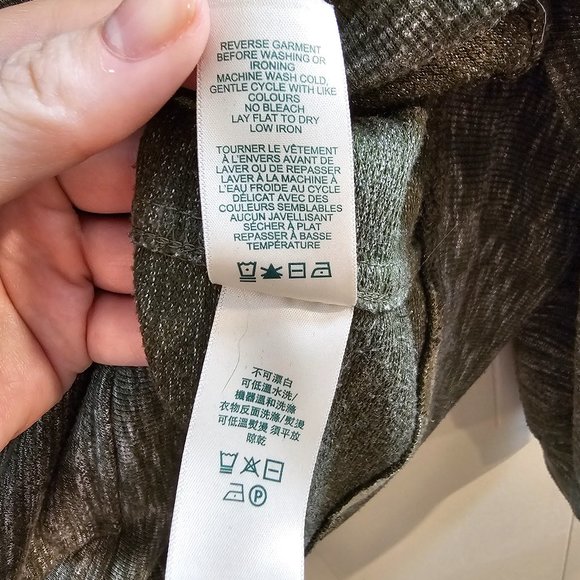 REVERSE GARMENT
BEFORE WASHING OR
IRONING
MACHINE WASH COLD,
GENTLE CYCLE WITH LIKE
COLOURS
NO BLEACH
LAY FLAT TO DRY
LOW IRON
TOURNER LE VÊTEMENT
À L'ENVERS AVANT DE
LAVER OU DE REPASSER
LAVER À LA MACHINE À
L'EAU FROIDE AU CYCLE
DÉLICAT AVEC DES
COULEURS SEMBLABLES
AUCUN JAVELLISANT
SÉCHER À PLAT
REPASSER À BASSE
TEMPÉRATURE
不可漂白
可低溫水洗/
機器溫和洗滌
衣物反面洗滌/熨燙
可低溫熨燙 須平放
晾乾
P